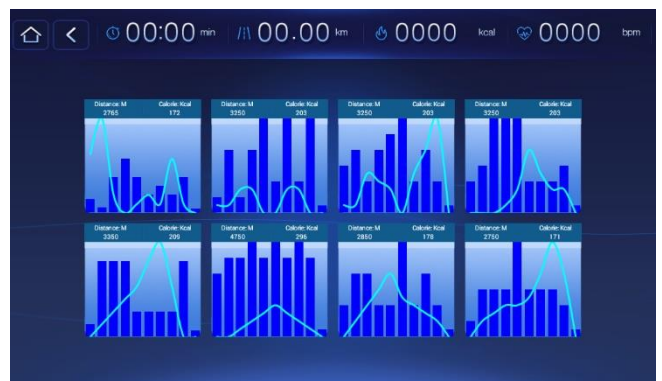 00:00 min 00.00 km 0000 kcal 0000 bpm
Distance: M Calorie: Kcal
2765 172
Distance: M Calorie: Kcal
3250 203
Distance: M Calorie: Kcal
3250 203
Distance: M Calorie: Kcal
3250 203
Distance: M Calorie: Kcal
3350 209
Distance: M Calorie: Kcal
4750 296
Distance: M Calorie: Kcal
2850 178
Distance: M Calorie: Kcal
2750 171